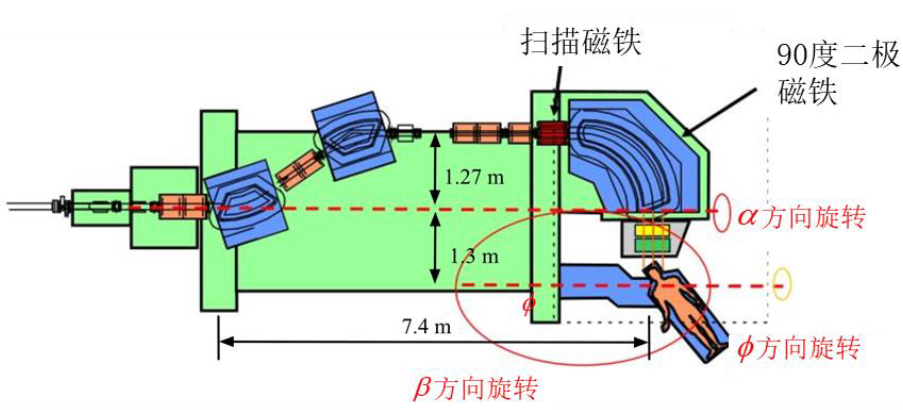 扫描磁铁
90度二极
磁铁
1.27 m
α方向旋转
1.3 m
φ
7.4 m
ϕ方向旋转
β方向旋转